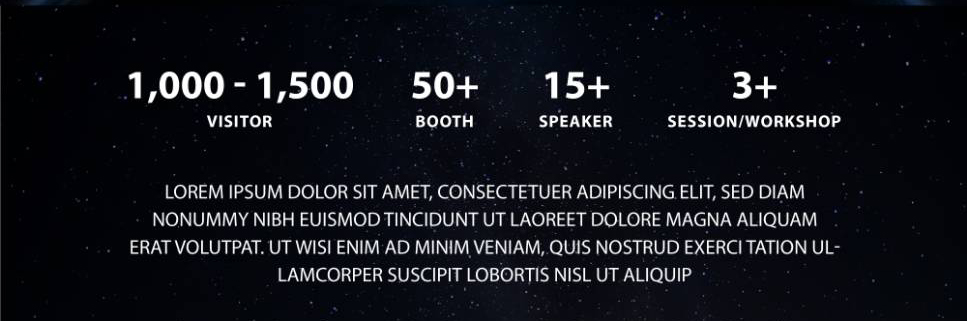 1,000 - 1,500 50+ 15+ 3+
VISITOR BOOTH SPEAKER SESSION/WORKSHOP
LOREM IPSUM DOLOR SIT AMET, CONSECTETUER ADIPISCING ELIT, SED DIAM
NONUMMY NIBH EUISMOD TINCIDUNT UT LAOREET DOLORE MAGNA ALIQUAM
ERAT VOLUTPAT. UT WISI ENIM AD MINIM VENIAM, QUIS NOSTRUD EXERCI TATION UL-
LAMCORPER SUSCIPIT LOBORTIS NISL UT ALIQUIP